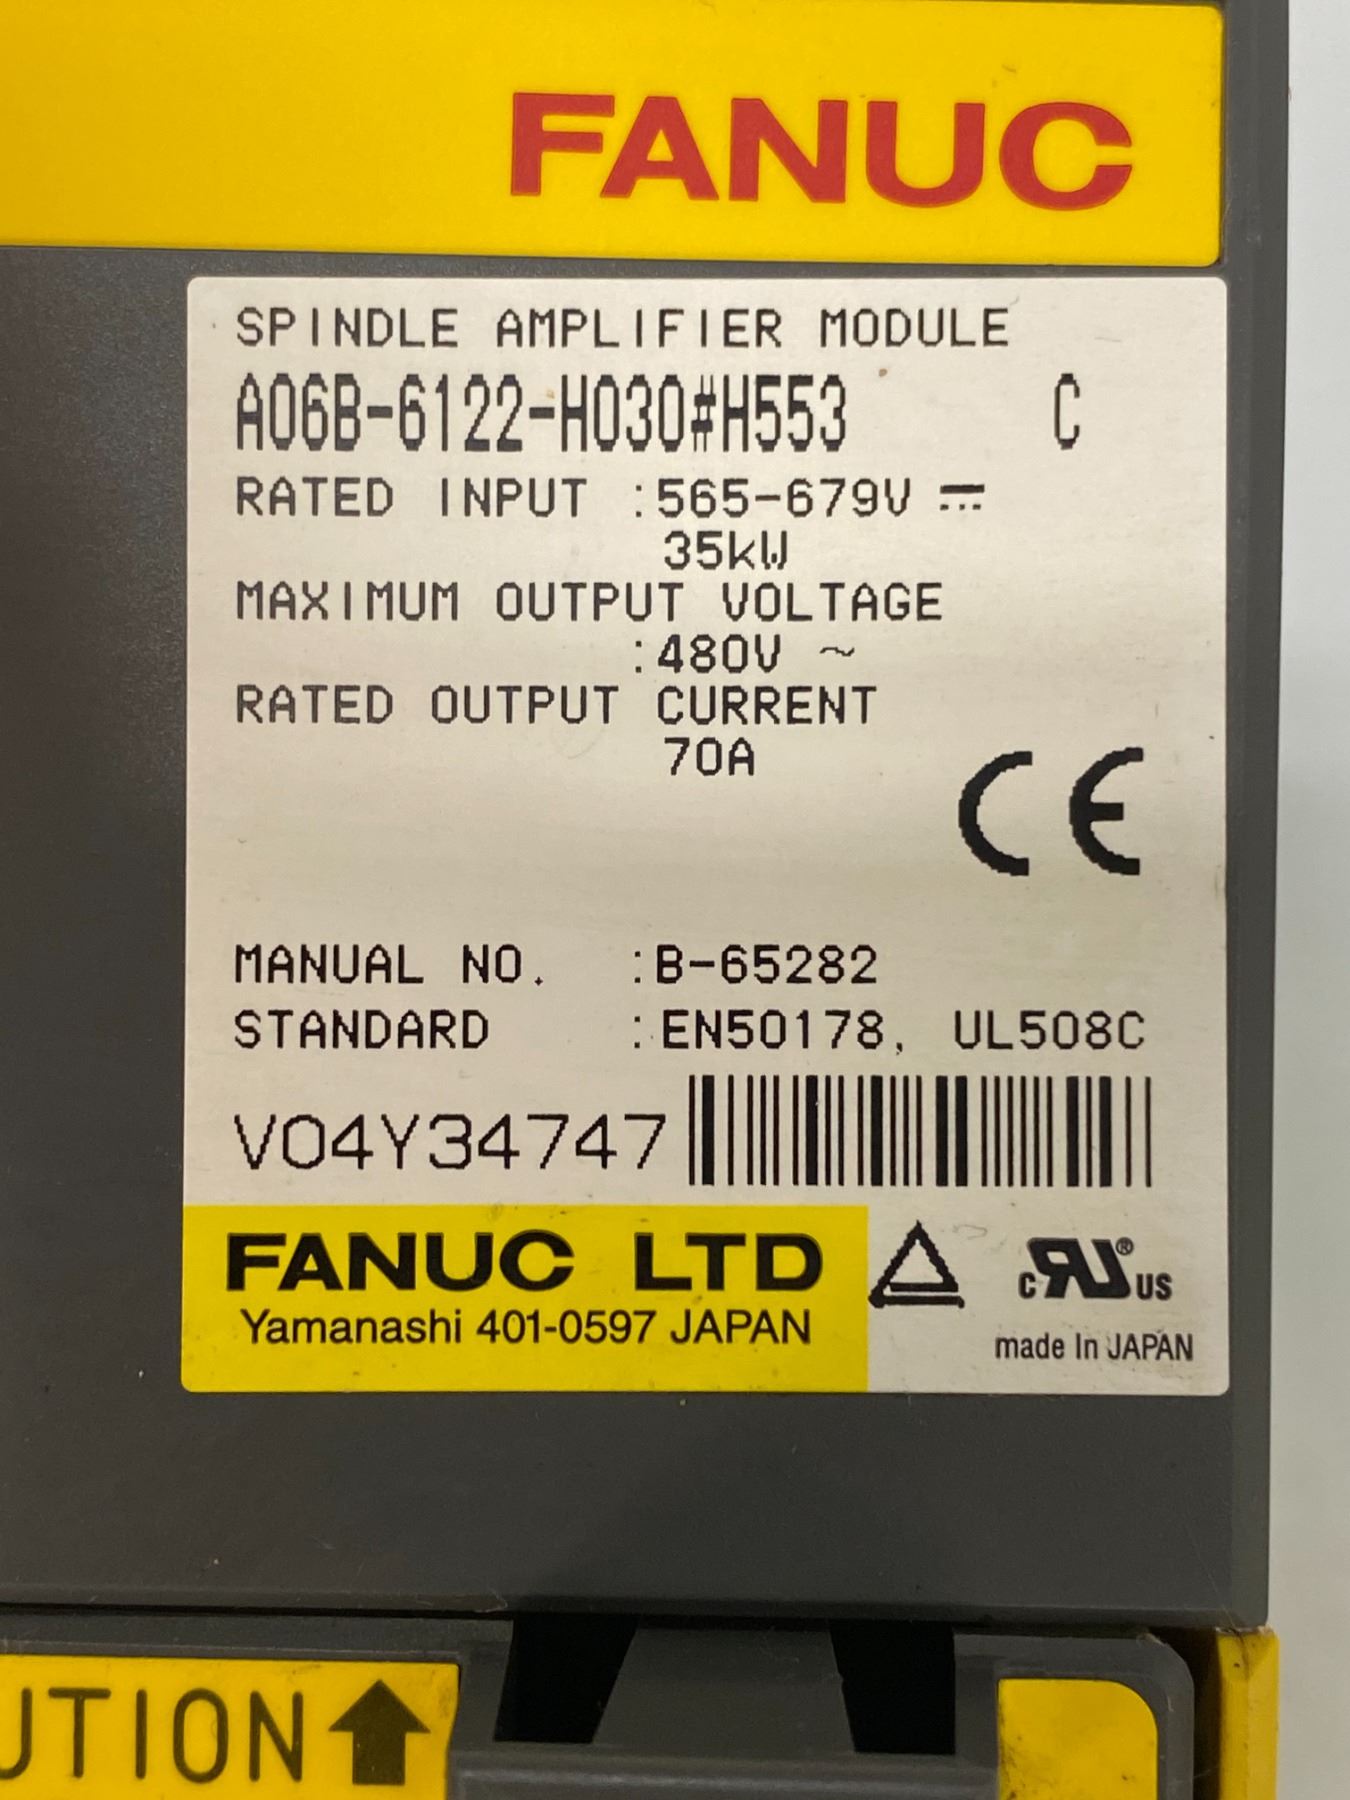 FANUC
SPINDLE AMPLIFIER MODULE
A06B-6122-H030#H553 C
RATED INPUT :565-679V ⎓
35kW
MAXIMUM OUTPUT VOLTAGE
:480V ~
RATED OUTPUT CURRENT
70A
CE
MANUAL NO. :B-65282
STANDARD :EN50178, UL508C
V04Y34747
FANUC LTD
Yamanashi 401-0597 JAPAN
c RU ® US
made In JAPAN
UTION